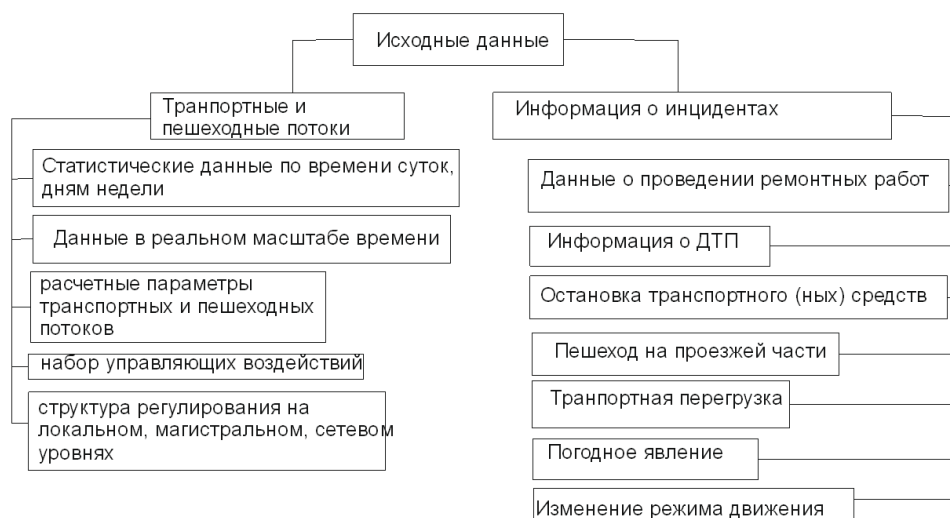 Исходные данные
Транпортные и
пешеходные потоки
Статистические данные по времени суток,
дням недели
Данные в реальном масштабе времени
расчетные параметры
транспортных и пешеходных
потоков
набор управляющих воздействий
структура регулирования на
локальном, магистральном, сетевом
уровнях
Информация о инцидентах
Данные о проведении ремонтных работ
Информация о ДТП
Остановка транспортного (ных) средств
Пешеход на проезжей части
Транпортная перегрузка
Погодное явление
Изменение режима движения